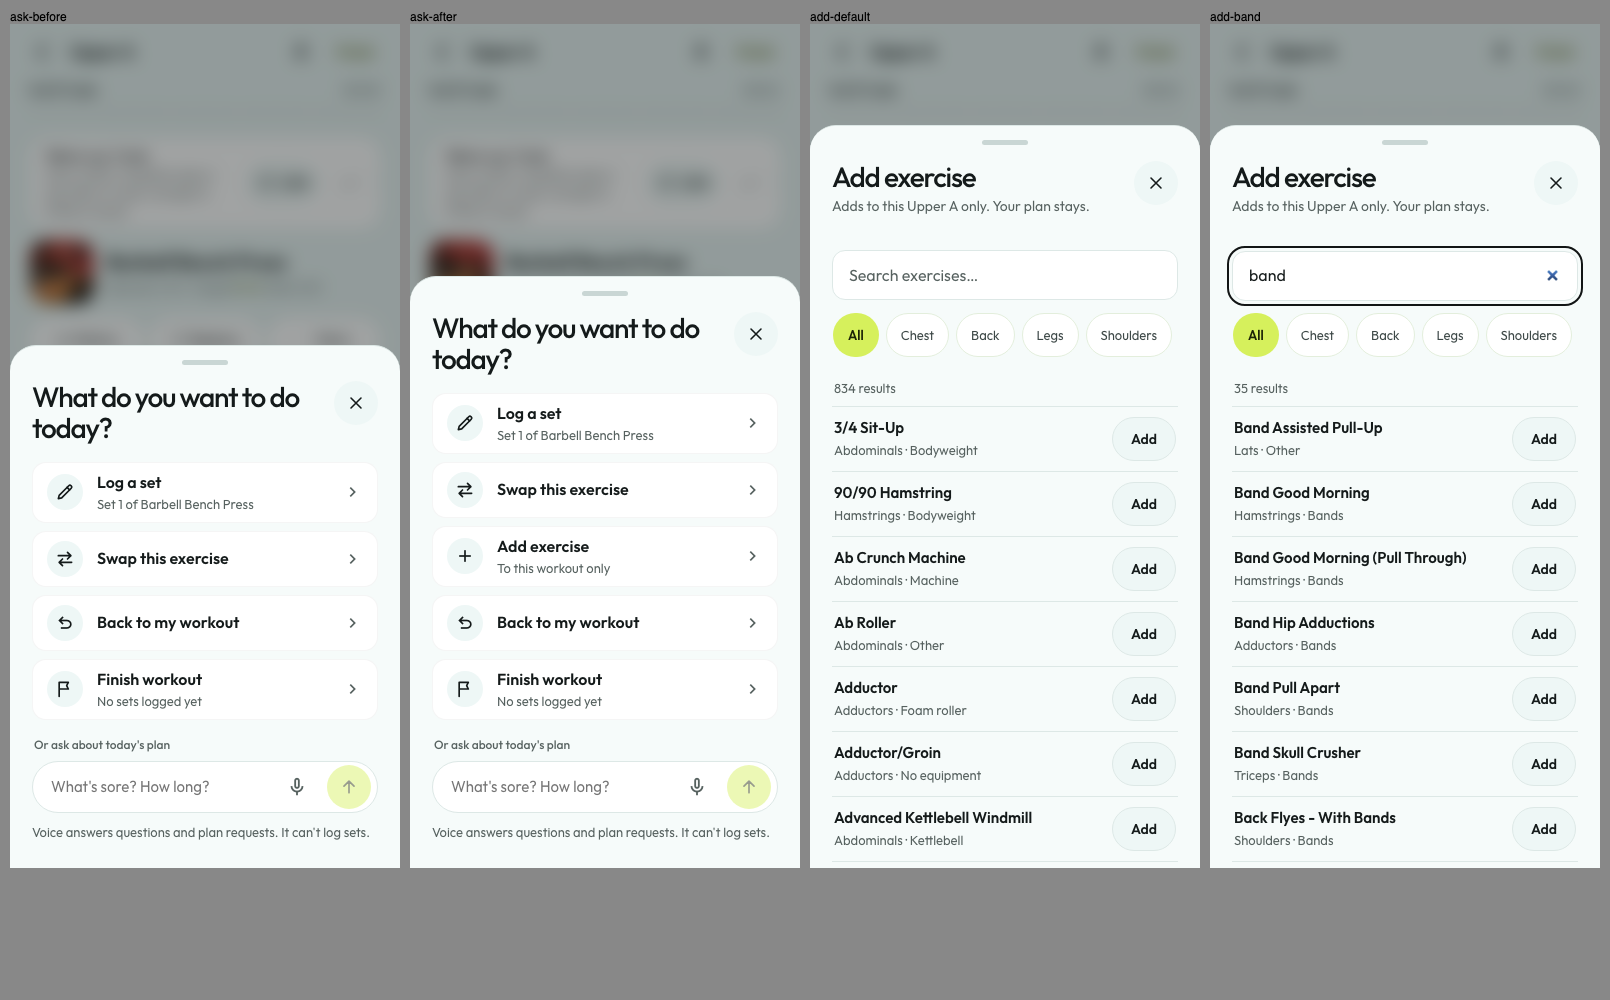 ask-before
What do you want to do
today?
Log a set
Set 1 of Barbell Bench Press
Swap this exercise
Back to my workout
Finish workout
No sets logged yet
Or ask about today's plan
What's sore? How long?
Voice answers questions and plan requests. It can't log sets.
ask-after
What do you want to do
today?
Log a set
Set 1 of Barbell Bench Press
Swap this exercise
Add exercise
To this workout only
Back to my workout
Finish workout
No sets logged yet
Or ask about today's plan
What's sore? How long?
Voice answers questions and plan requests. It can't log sets.
add-default
Add exercise
Adds to this Upper A only. Your plan stays.
Search exercises...
All Chest Back Legs Shoulders
834 results
3/4 Sit-Up
Abdominals · Bodyweight
Add
90/90 Hamstring
Hamstrings · Bodyweight
Add
Ab Crunch Machine
Abdominals · Machine
Add
Ab Roller
Abdominals · Other
Add
Adductor
Adductors · Foam roller
Add
Adductor/Groin
Adductors · No equipment
Add
Advanced Kettlebell Windmill
Abdominals · Kettlebell
Add
add-band
Add exercise
Adds to this Upper A only. Your plan stays.
band
All Chest Back Legs Shoulders
35 results
Band Assisted Pull-Up
Lats · Other
Add
Band Good Morning
Hamstrings · Bands
Add
Band Good Morning (Pull Through)
Hamstrings · Bands
Add
Band Hip Adductions
Adductors · Bands
Add
Band Pull Apart
Shoulders · Bands
Add
Band Skull Crusher
Triceps · Bands
Add
Back Flyes - With Bands
Shoulders · Bands
Add